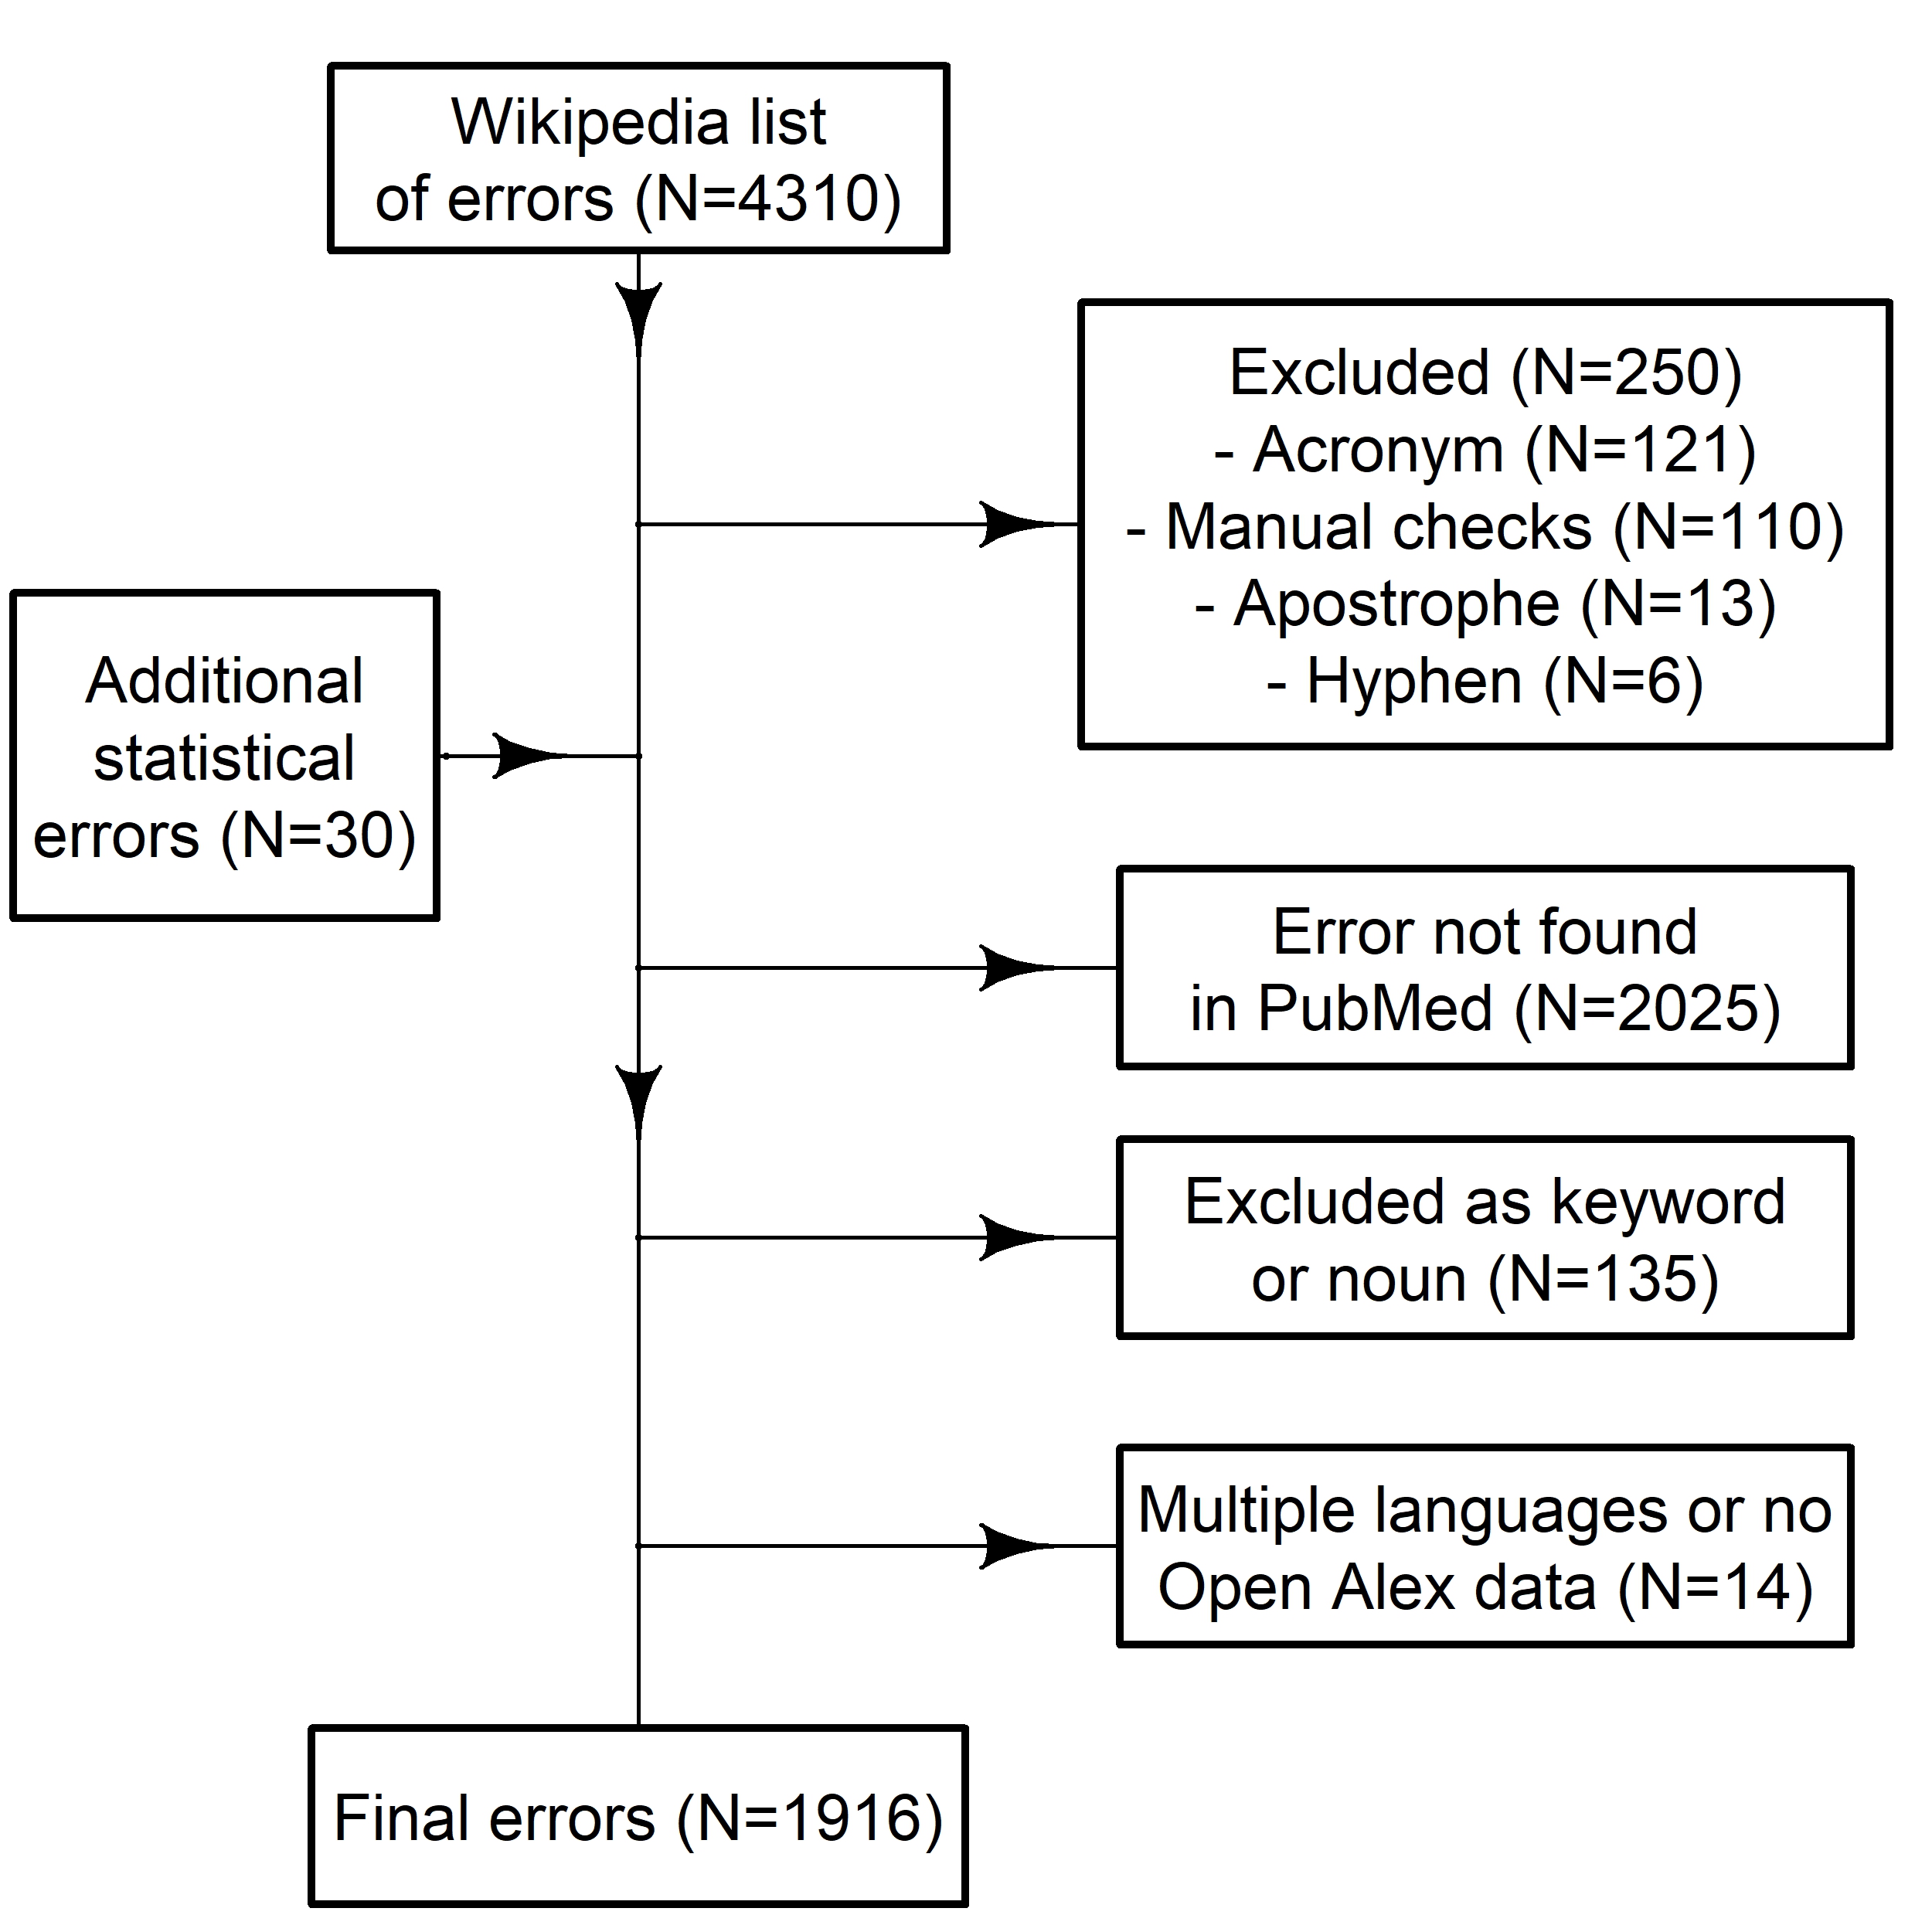 Wikipedia list
of errors (N=4310)
Excluded (N=250)
- Acronym (N=121)
- Manual checks (N=110)
- Apostrophe (N=13)
- Hyphen (N=6)
Additional
statistical
errors (N=30)
Error not found
in PubMed (N=2025)
Excluded as keyword
or noun (N=135)
Multiple languages or no
Open Alex data (N=14)
Final errors (N=1916)